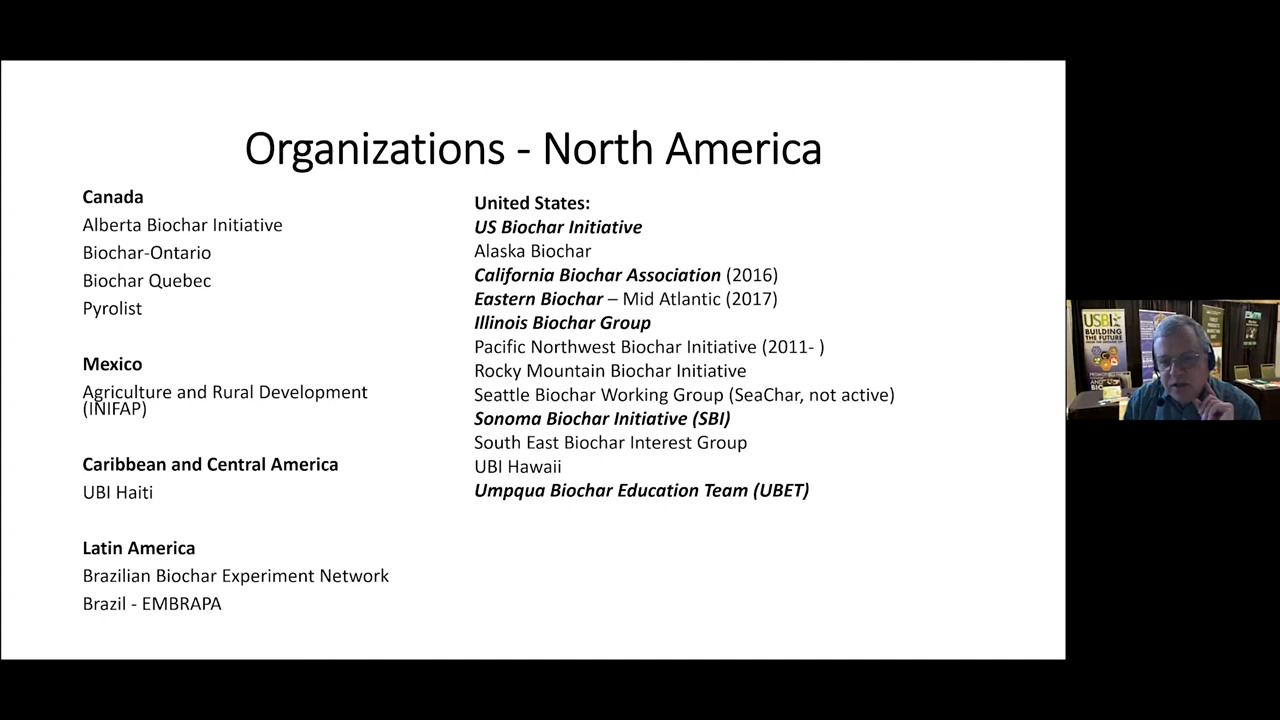 Organizations - North America
Canada
Alberta Biochar Initiative
Biochar-Ontario
Biochar Quebec
Pyrolist
Mexico
Agriculture and Rural Development
(INIFAP)
Caribbean and Central America
UBI Haiti
Latin America
Brazilian Biochar Experiment Network
Brazil - EMBRAPA
United States:
US Biochar Initiative
Alaska Biochar
California Biochar Association (2016)
Eastern Biochar – Mid Atlantic (2017)
Illinois Biochar Group
Pacific Northwest Biochar Initiative (2011- )
Rocky Mountain Biochar Initiative
Seattle Biochar Working Group (SeaChar, not active)
Sonoma Biochar Initiative (SBI)
South East Biochar Interest Group
UBI Hawaii
Umpqua Biochar Education Team (UBET)
USBI
BUILDING
THE FUTURE